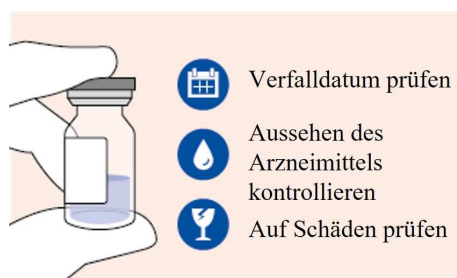 Verfalldatum prüfen
Aussehen des
Arzneimittels
kontrollieren
Auf Schäden prüfen